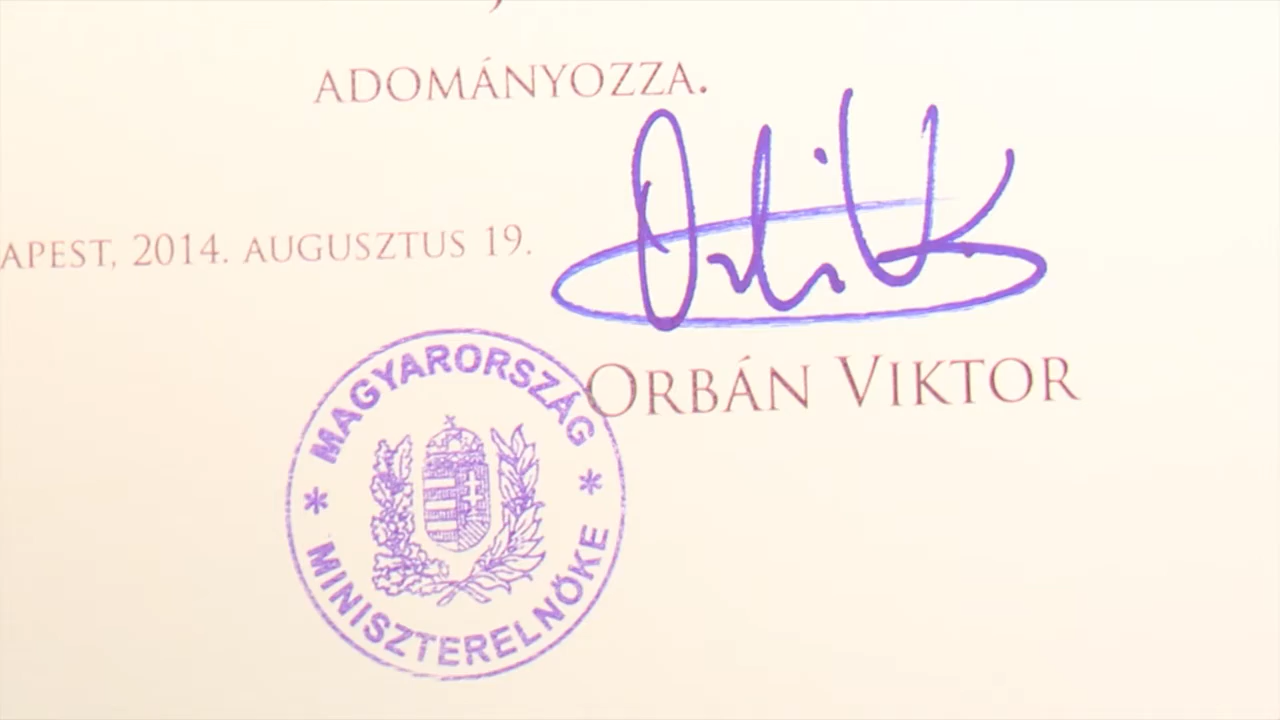 ADOMÁNYOZZA.
APEST, 2014. AUGUSZTUS 19.
ORBÁN VIKTOR
MAGYARORSZÁG
* *
MINISZTERELNÖKE